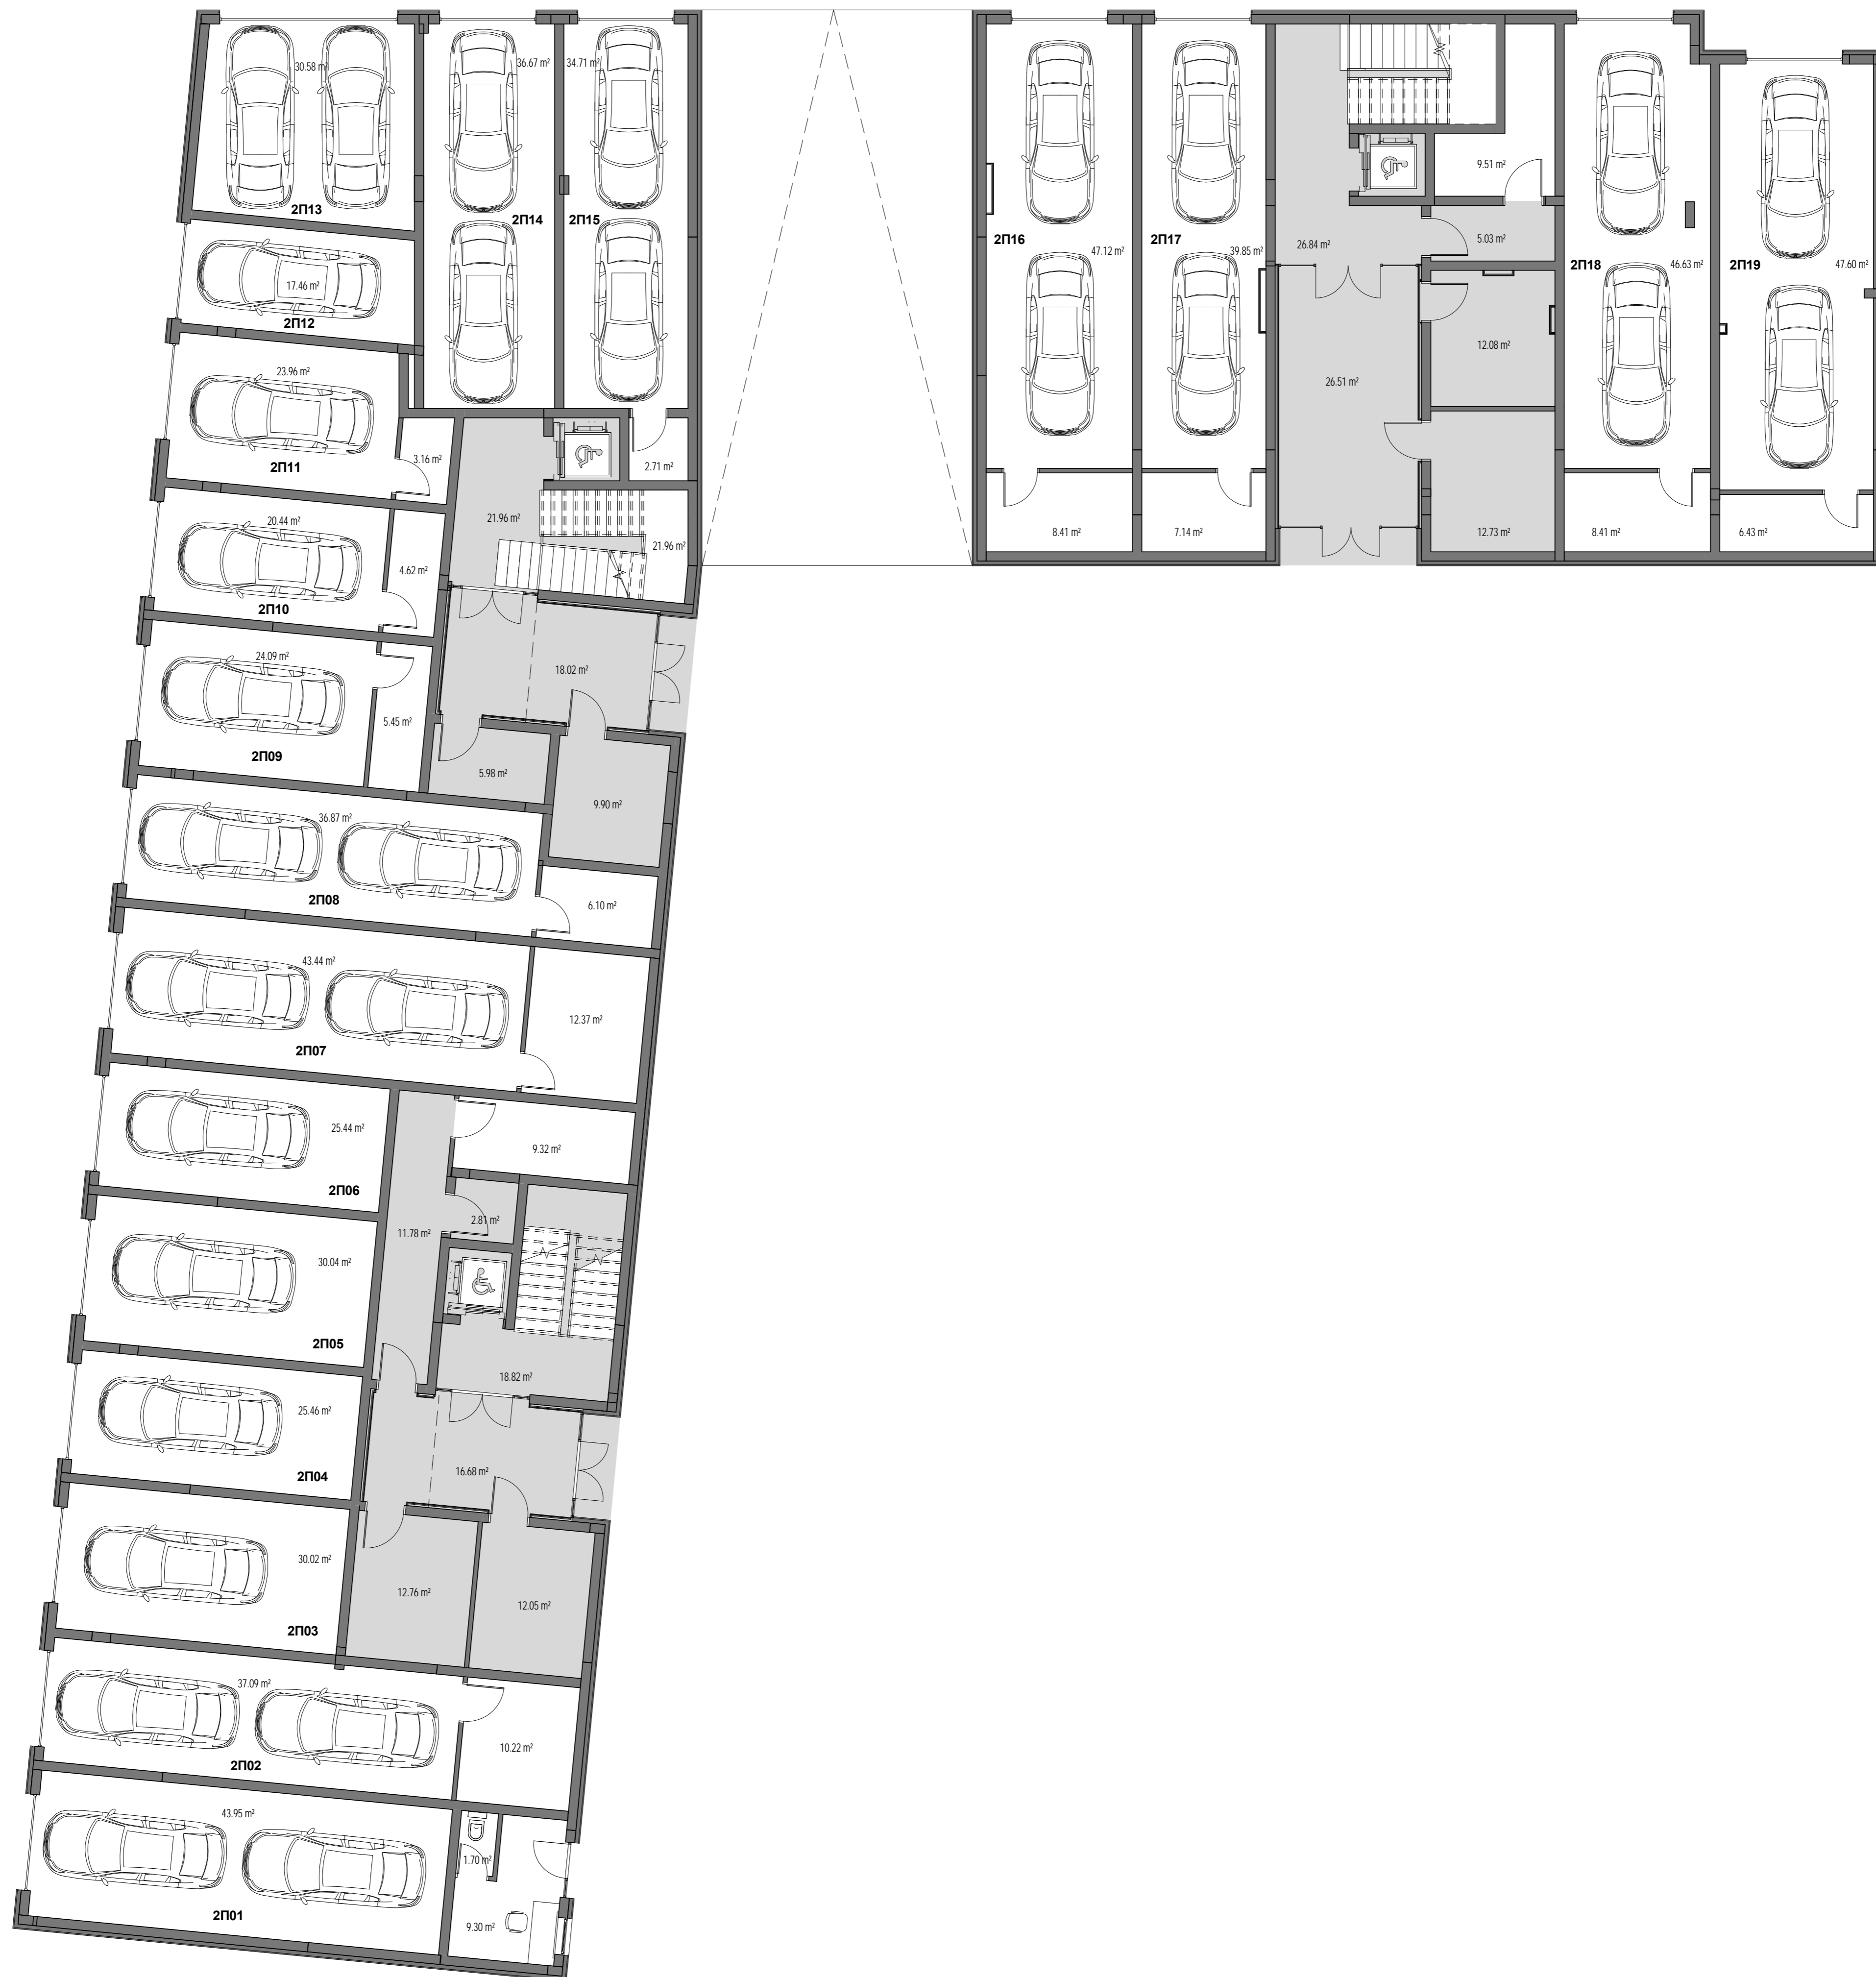 30.58 m²
2П13
36.67 m²
2П14
34.71 m²
2П15
17.46 m²
2П12
23.96 m²
2П11
3.16 m²
20.44 m²
2П10
4.62 m²
24.09 m²
2П09
5.45 m²
2.71 m²
21.96 m²
21.96 m²
18.02 m²
5.98 m²
9.90 m²
36.87 m²
2П08
6.10 m²
43.44 m²
2П07
12.37 m²
25.44 m²
2П06
9.32 m²
2.81 m²
11.78 m²
30.04 m²
2П05
18.82 m²
25.46 m²
2П04
16.68 m²
30.02 m²
2П03
12.76 m²
12.05 m²
37.09 m²
2П02
10.22 m²
43.95 m²
2П01
1.70 m²
9.30 m²
2П16
47.12 m²
8.41 m²
2П17
39.85 m²
7.14 m²
26.84 m²
9.51 m²
5.03 m²
12.08 m²
26.51 m²
12.73 m²
2П18
46.63 m²
8.41 m²
2П19
47.60 m²
6.43 m²